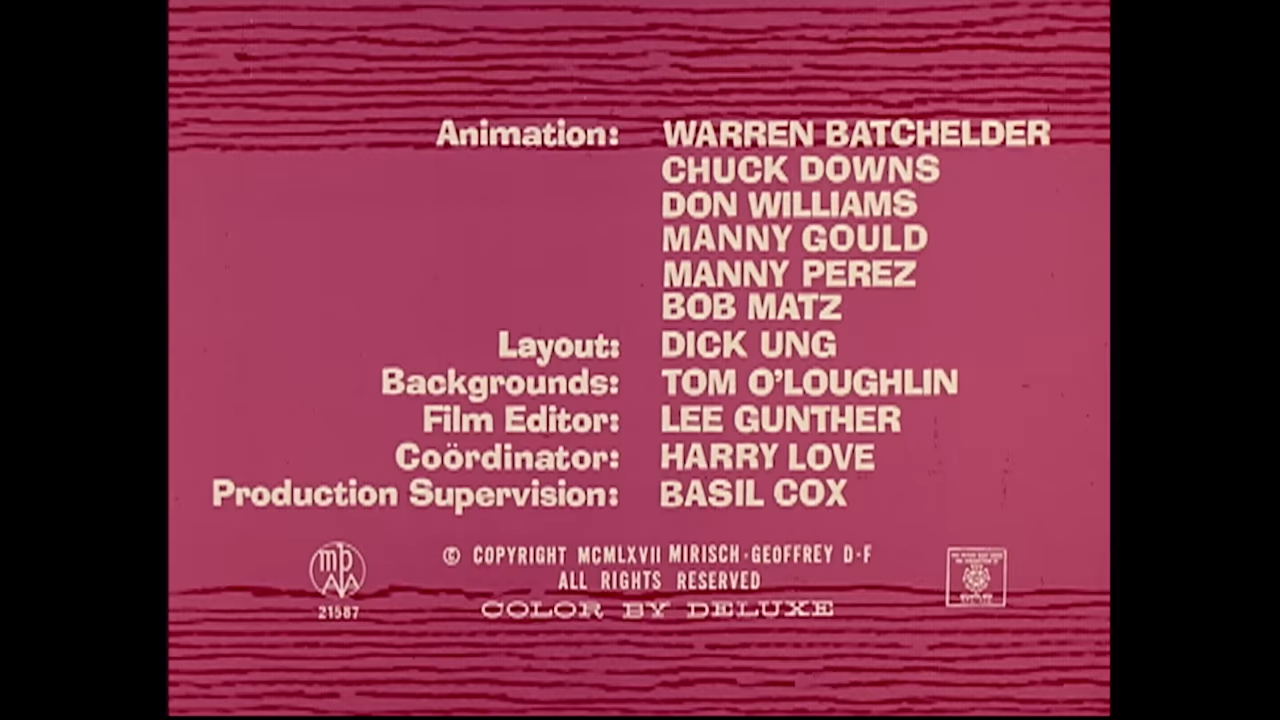 Animation: WARREN BATCHELDER
CHUCK DOWNS
DON WILLIAMS
MANNY GOULD
MANNY PEREZ
BOB MATZ
Layout: DICK UNG
Backgrounds: TOM O'LOUGHLIN
Film Editor: LEE GUNTHER
Coördinator: HARRY LOVE
Production Supervision: BASIL COX
© COPYRIGHT MCMLXVII MIRISCH·GEOFFREY D-F
ALL RIGHTS RESERVED
COLOR BY DELUXE
mp
AA
21587